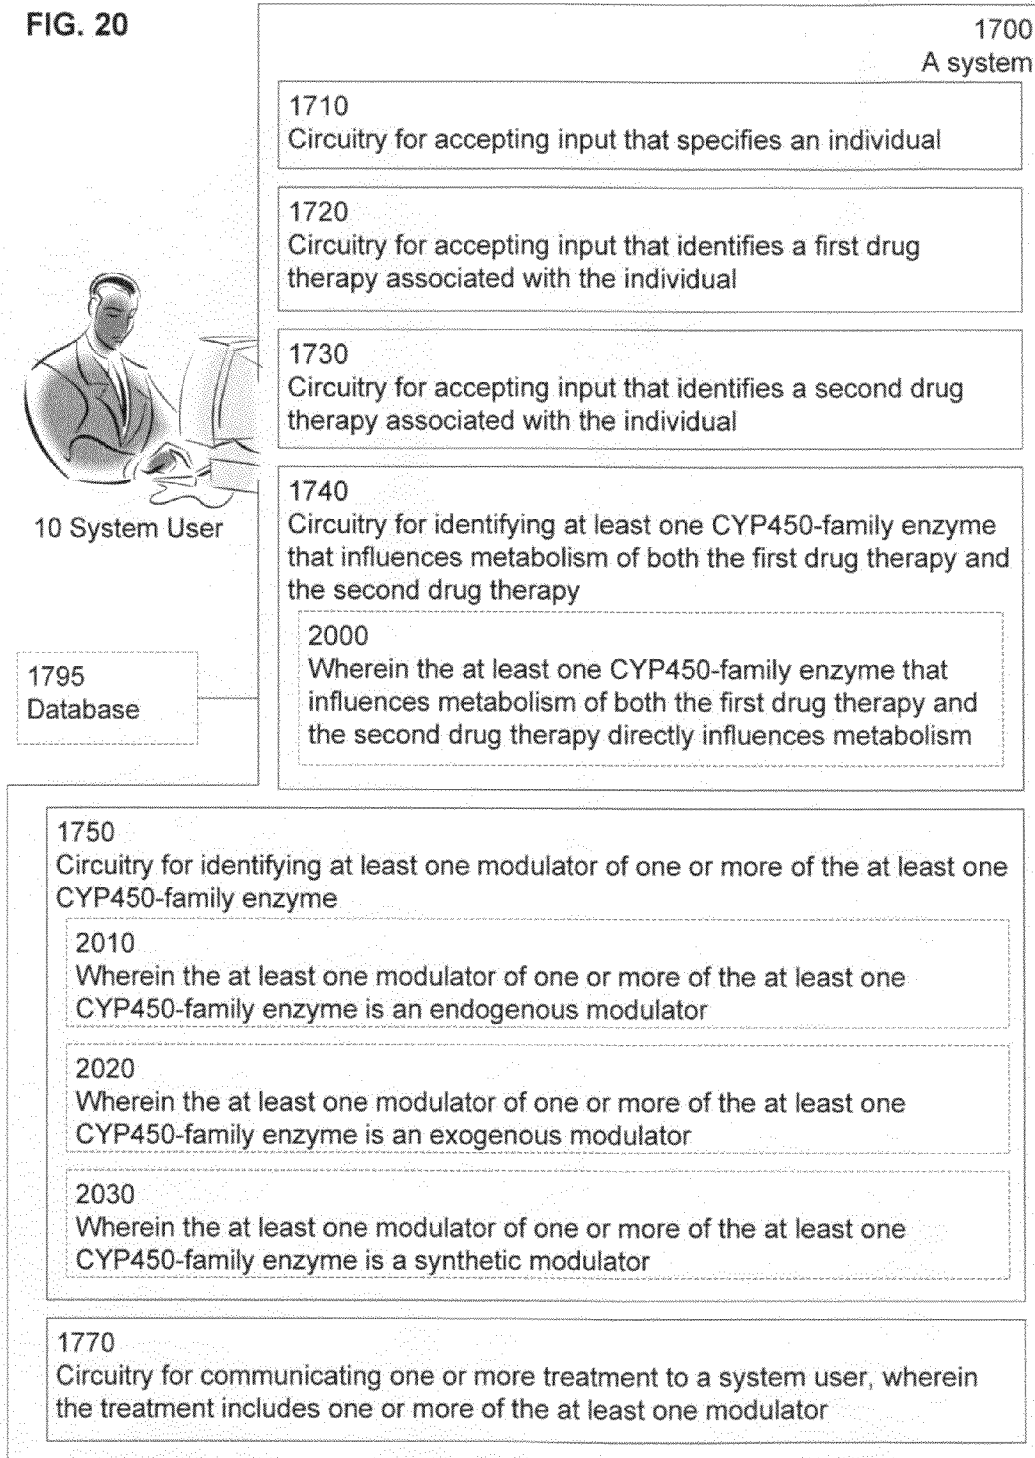 FIG. 20
1700
A system
1710
Circuitry for accepting input that specifies an individual
1720
Circuitry for accepting input that identifies a first drug
therapy associated with the individual
1730
Circuitry for accepting input that identifies a second drug
therapy associated with the individual
10 System User
1740
Circuitry for identifying at least one CYP450-family enzyme
that influences metabolism of both the first drug therapy and
the second drug therapy
2000
Wherein the at least one CYP450-family enzyme that
influences metabolism of both the first drug therapy and
the second drug therapy directly influences metabolism
1795
Database
1750
Circuitry for identifying at least one modulator of one or more of the at least one
CYP450-family enzyme
2010
Wherein the at least one modulator of one or more of the at least one
CYP450-family enzyme is an endogenous modulator
2020
Wherein the at least one modulator of one or more of the at least one
CYP450-family enzyme is an exogenous modulator
2030
Wherein the at least one modulator of one or more of the at least one
CYP450-family enzyme is a synthetic modulator
1770
Circuitry for communicating one or more treatment to a system user, wherein
the treatment includes one or more of the at least one modulator